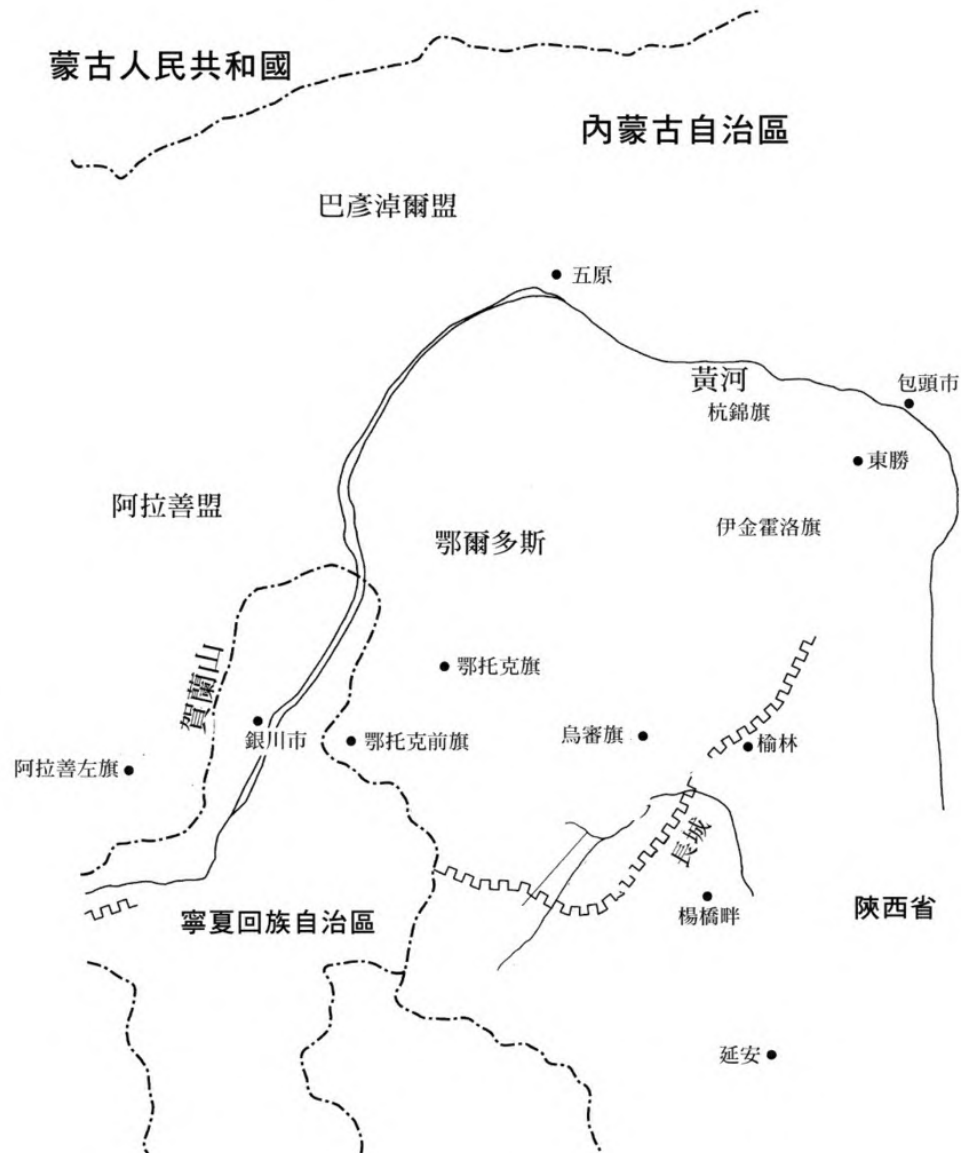 蒙古人民共和國
內蒙古自治區
巴彥淖爾盟
五原
黃河
包頭市
杭錦旗
東勝
阿拉善盟
伊金霍洛旗
鄂爾多斯
賀蘭山
鄂托克旗
銀川市
鄂托克前旗
烏審旗
榆林
阿拉善左旗
長城
寧夏回族自治區
楊橋畔
陝西省
延安